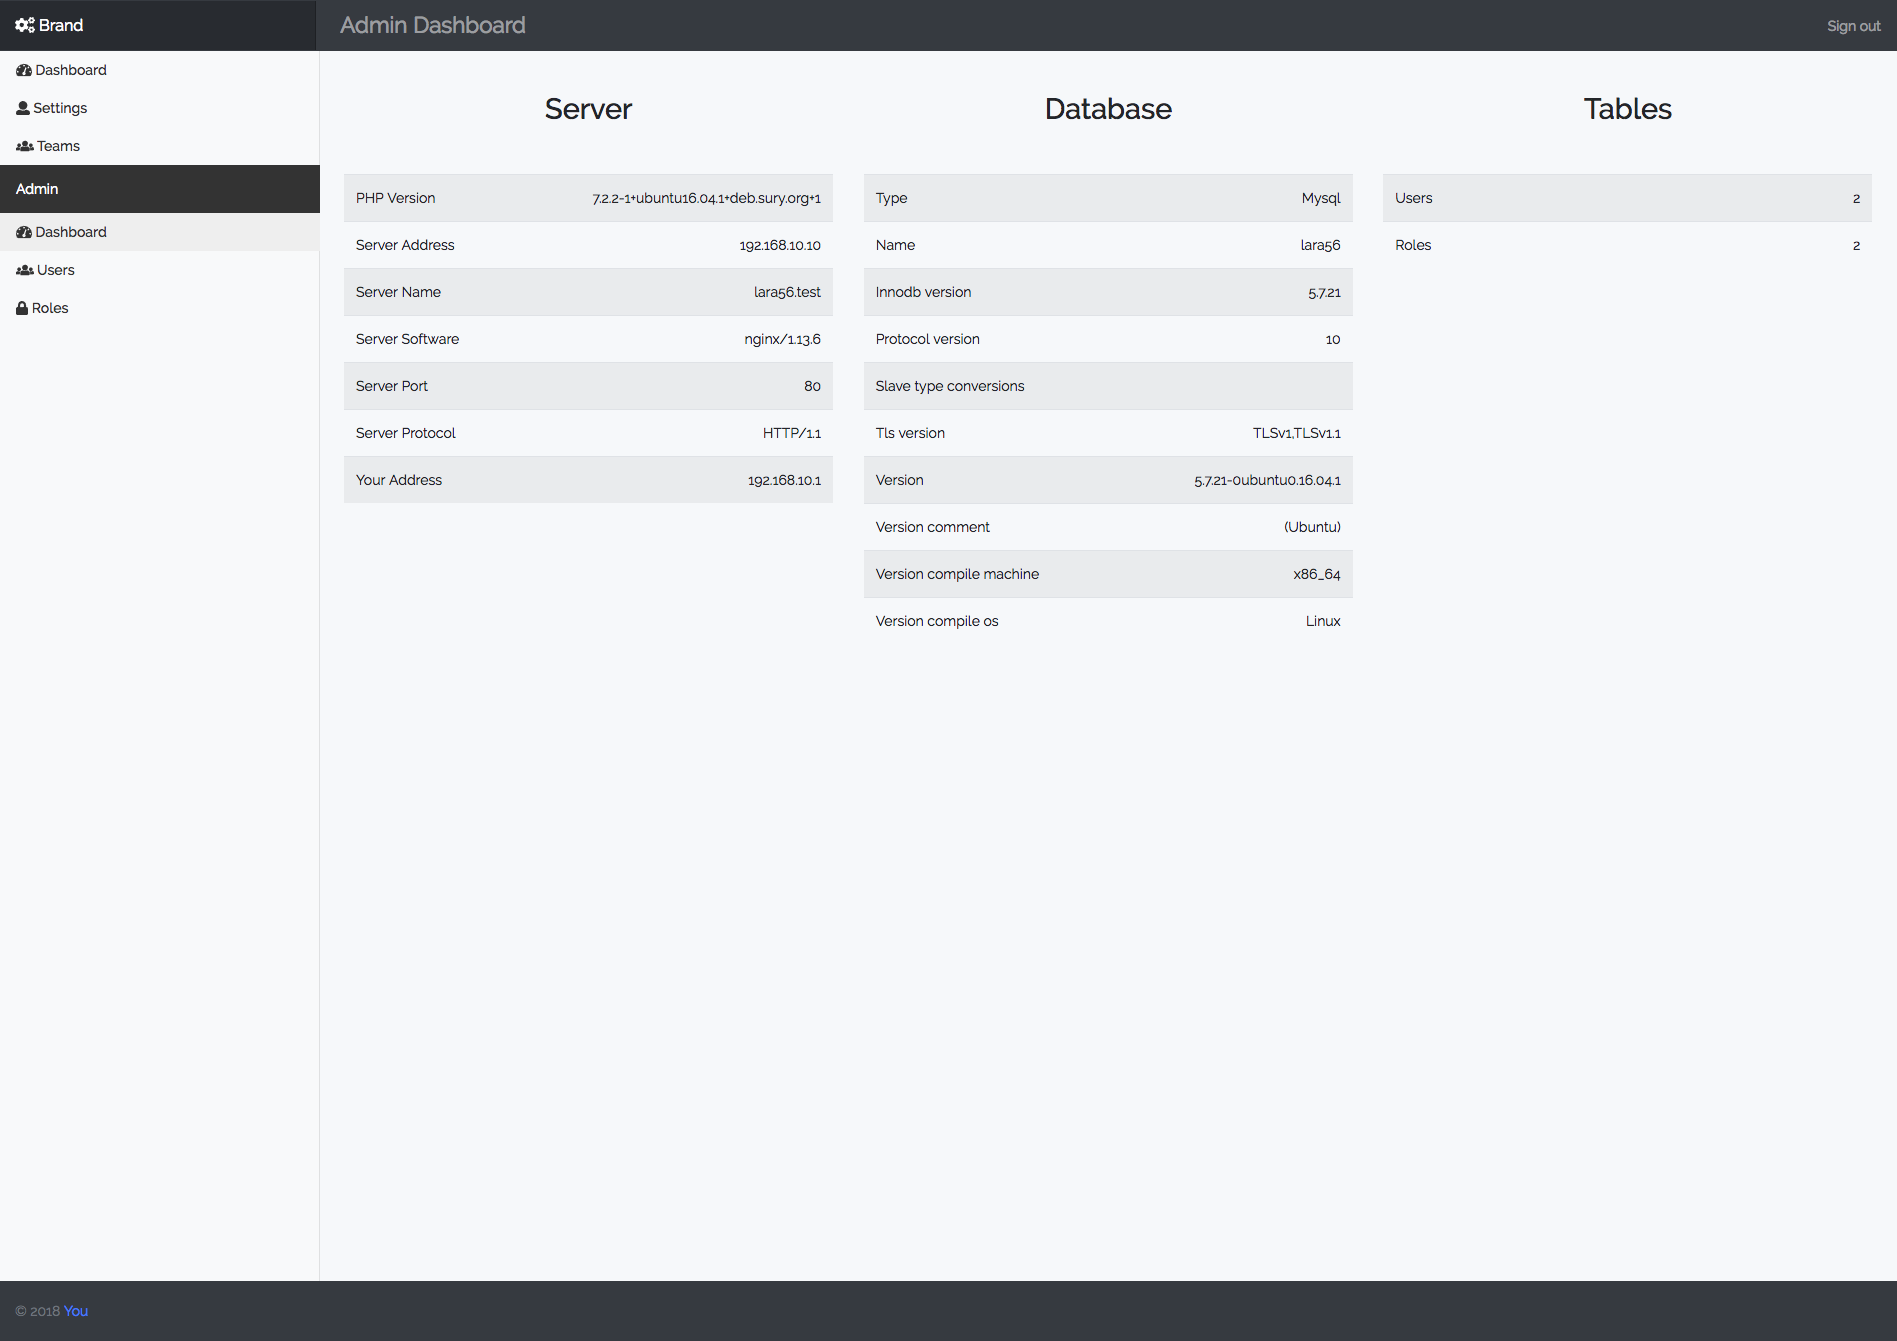 Brand
Admin Dashboard
Sign out
Dashboard
Settings
Teams
Admin
Dashboard
Users
Roles
Server
PHP Version 7.2.2-1+ubuntu16.04.1+deb.sury.org+1
Server Address 192.168.10.10
Server Name lara56.test
Server Software nginx/1.13.6
Server Port 80
Server Protocol HTTP/1.1
Your Address 192.168.10.1
Database
Type Mysql
Name lara56
Innodb version 5.7.21
Protocol version 10
Slave type conversions
Tls version TLSv1,TLSv1.1
Version 5.7.21-0ubuntu0.16.04.1
Version comment (Ubuntu)
Version compile machine x86_64
Version compile os Linux
Tables
Users 2
Roles 2
© 2018 You